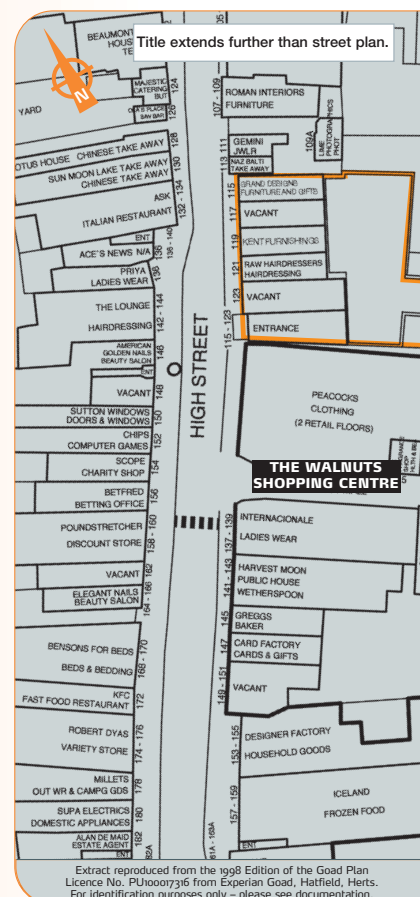 Title extends further than street plan.
N
BEAUMONT
HOUSE
MAJESTIC
CATERING
BUT
124
126
YARD
LOTUS HOUSE CHINESE TAKE AWAY
128
SUN MOON LAKE TAKE AWAY
CHINESE TAKE AWAY
130
ASK
ITALIAN RESTAURANT
132 - 134
ENT
136 - 140
ACE'S NEWS N/A
136
PRIYA
LADIES WEAR
THE LOUNGE
HAIRDRESSING
142 - 144
AMERICAN
GOLDEN NAILS
BEAUTY SALON
146
ENT
VACANT
148
SUTTON WINDOWS
DOORS & WINDOWS
150
CHIPS
COMPUTER GAMES
152
SCOPE
CHARITY SHOP
154
BETFRED
BETTING OFFICE
156
POUNDSTRETCHER
DISCOUNT STORE
158 - 160
VACANT
162
ELEGANT NAILS
BEAUTY SALON
164 - 166
BENSONS FOR BEDS
BEDS & BEDDING
168 - 170
KFC
FAST FOOD RESTAURANT
172
ROBERT DYAS
VARIETY STORE
174 - 176
MILLETS
OUT WR & CAMPG GDS
178
SUPA ELECTRICS
DOMESTIC APPLIANCES
180
ALAN DE MAID
ESTATE AGENT
182
ENT
HIGH STREET
105
ROMAN INTERIORS
FURNITURE
107 - 109
GEMINI
JWLR
111
NAZ BALTI
TAKE AWAY
113
109A
LIME
PHOTOGRAPHICS
PHOT
GRAND DESIGNS
FURNITURE AND GIFTS
115
VACANT
117
KENT FURNISHINGS
119
RAW HAIRDRESSERS
HAIRDRESSING
121
VACANT
123
ENTRANCE
115 - 123
PEACOCKS
CLOTHING
(2 RETAIL FLOORS)
THE WALNUTS
SHOPPING CENTRE
INTERNACIONALE
LADIES WEAR
137 - 139
HARVEST MOON
PUBLIC HOUSE
WETHERSPOON
141 - 143
GREGGS
BAKER
145
CARD FACTORY
CARDS & GIFTS
147
VACANT
149 - 151
DESIGNER FACTORY
HOUSEHOLD GOODS
153 - 155
ICELAND
FROZEN FOOD
157 - 159
ENT
161A - 163A
Extract reproduced from the 1998 Edition of the Goad Plan
Licence No. PU100017316 from Experian Goad, Hatfield, Herts.
For identification purposes only – please see documentation.